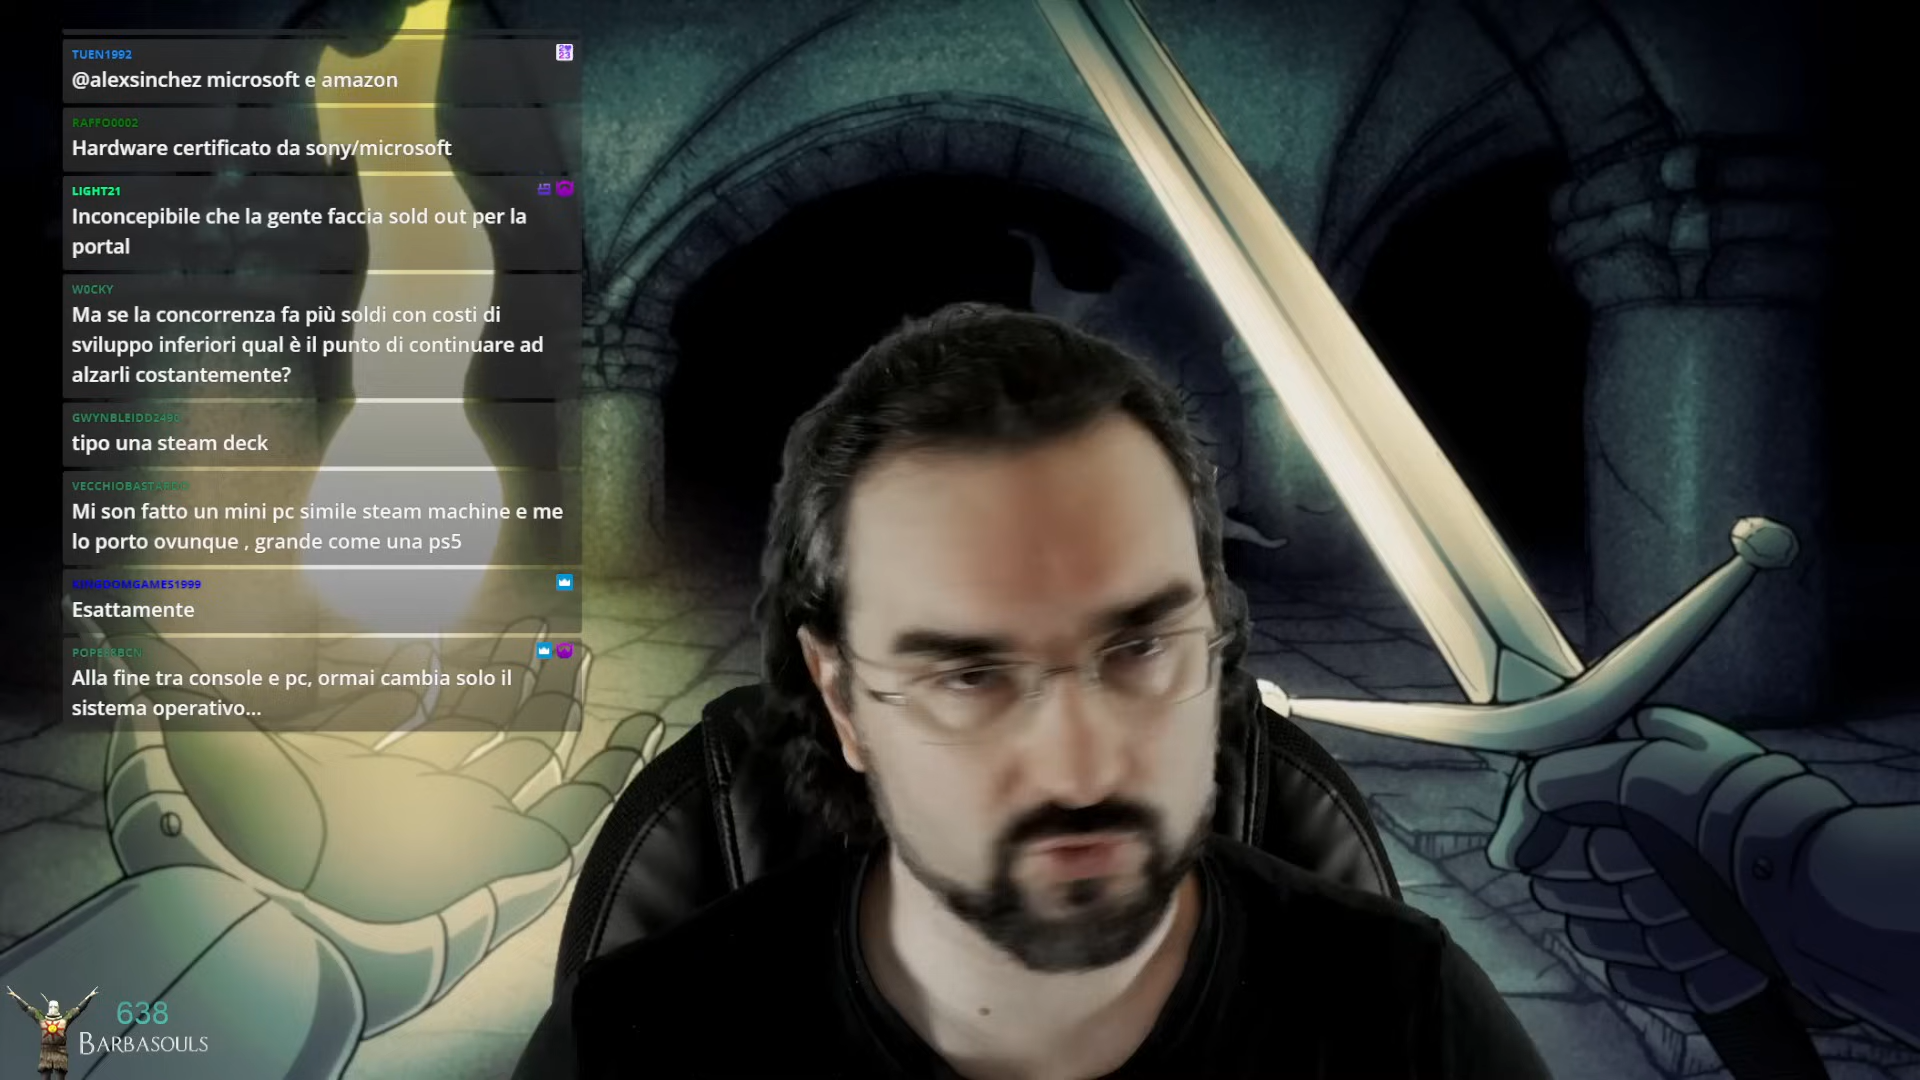 TUEN1992
@alexsinchez microsoft e amazon
RAFFO0002
Hardware certificato da sony/microsoft
LIGHT21
Inconcepibile che la gente faccia sold out per la
portal
W0CKY
Ma se la concorrenza fa più soldi con costi di
sviluppo inferiori qual è il punto di continuare ad
alzarli costantemente?
tipo una steam deck
Mi son fatto un mini pc simile steam machine e me
lo porto ovunque , grande come una ps5
KINGDOMGAMES1999
Esattamente
Alla fine tra console e pc, ormai cambia solo il
sistema operativo...
638
BARBASOULS